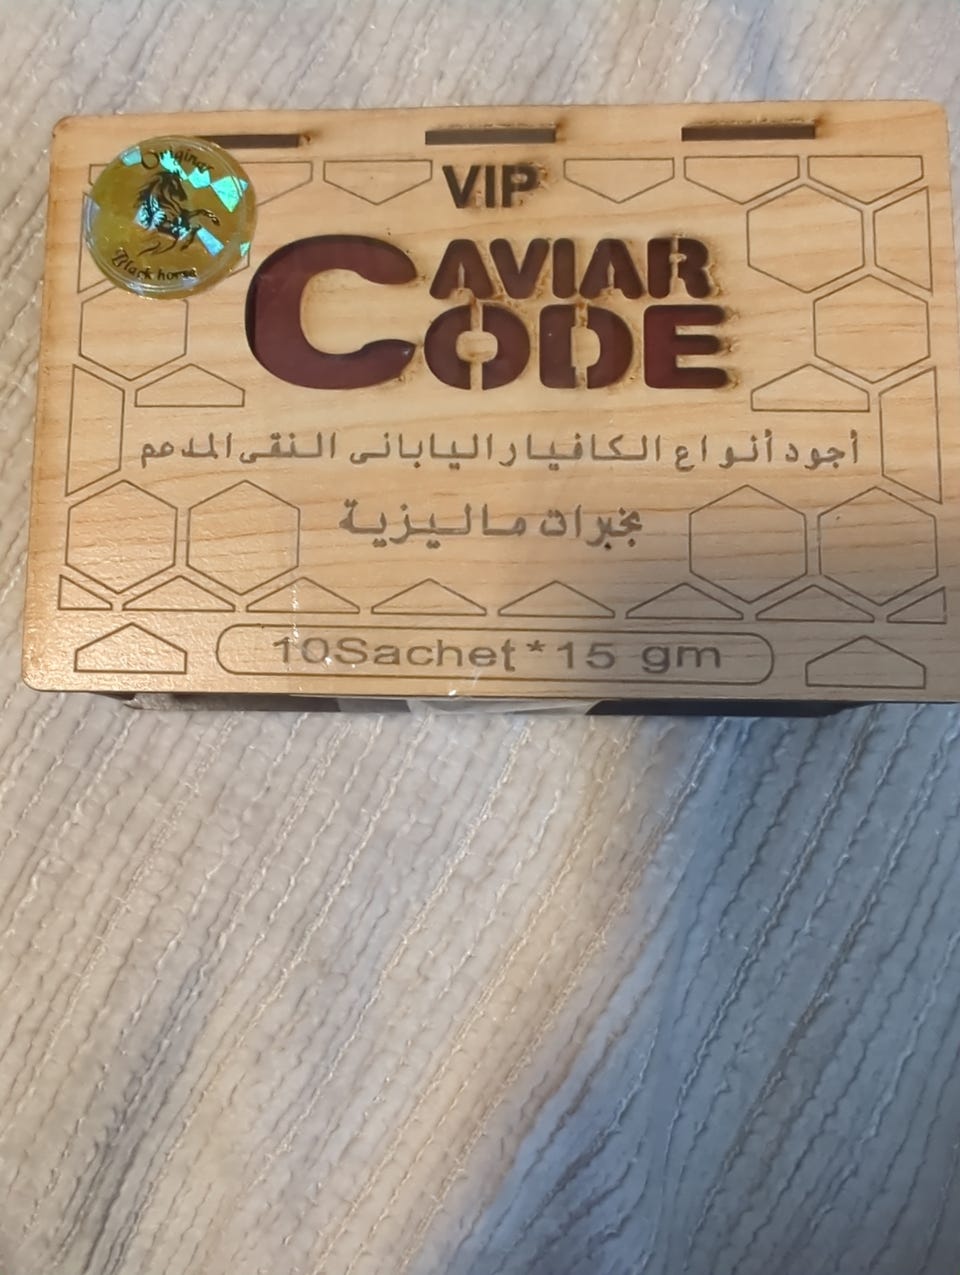 Original
Black horse
VIP
CAVIAR
CODE
أجود أنواع الكافيار اليابانى النقى المدعم
بخبرات ماليزية
10Sachet*15 gm